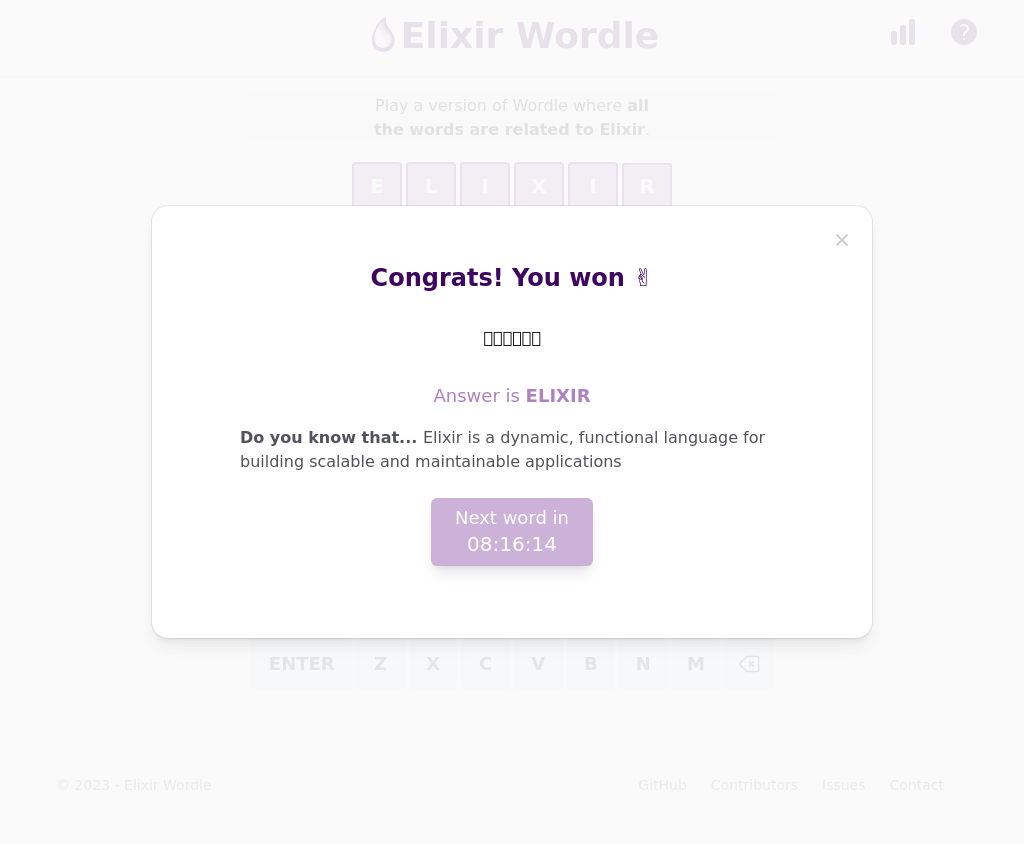 Elixir Wordle
Play a version of Wordle where all
the words are related to Elixir.
E L I X I R
Congrats! You won ✌
Answer is ELIXIR
Do you know that... Elixir is a dynamic, functional language for
building scalable and maintainable applications
Next word in
08:16:14
ENTER Z X C V B N M
© 2023 - Elixir Wordle
GitHub Contributors Issues Contact